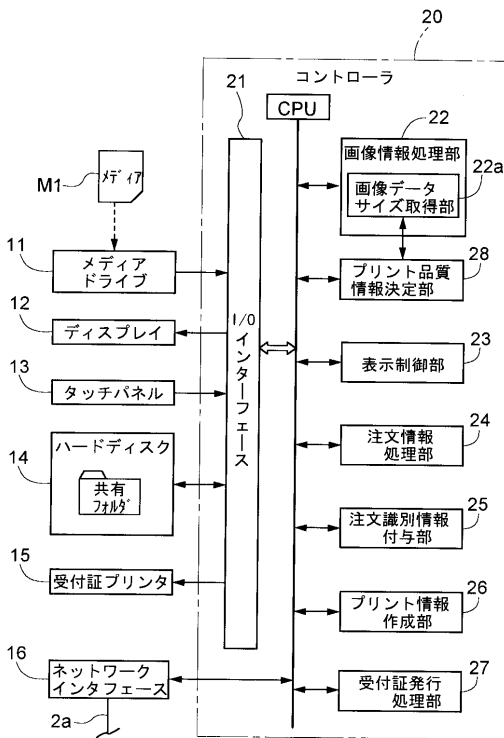 20
コントローラ
21
CPU
22
画像情報処理部
22a
画像データ
サイズ取得部
M1
メディア
11
メディア
ドライブ
28
プリント品質
情報決定部
12
ディスプレイ
I/O
インターフェース
23
表示制御部
13
タッチパネル
24
注文情報
処理部
14
ハードディスク
共有
フォルダ
25
注文識別情報
付与部
15
受付証プリンタ
26
プリント情報
作成部
16
ネットワーク
インタフェース
27
受付証発行
処理部
2a